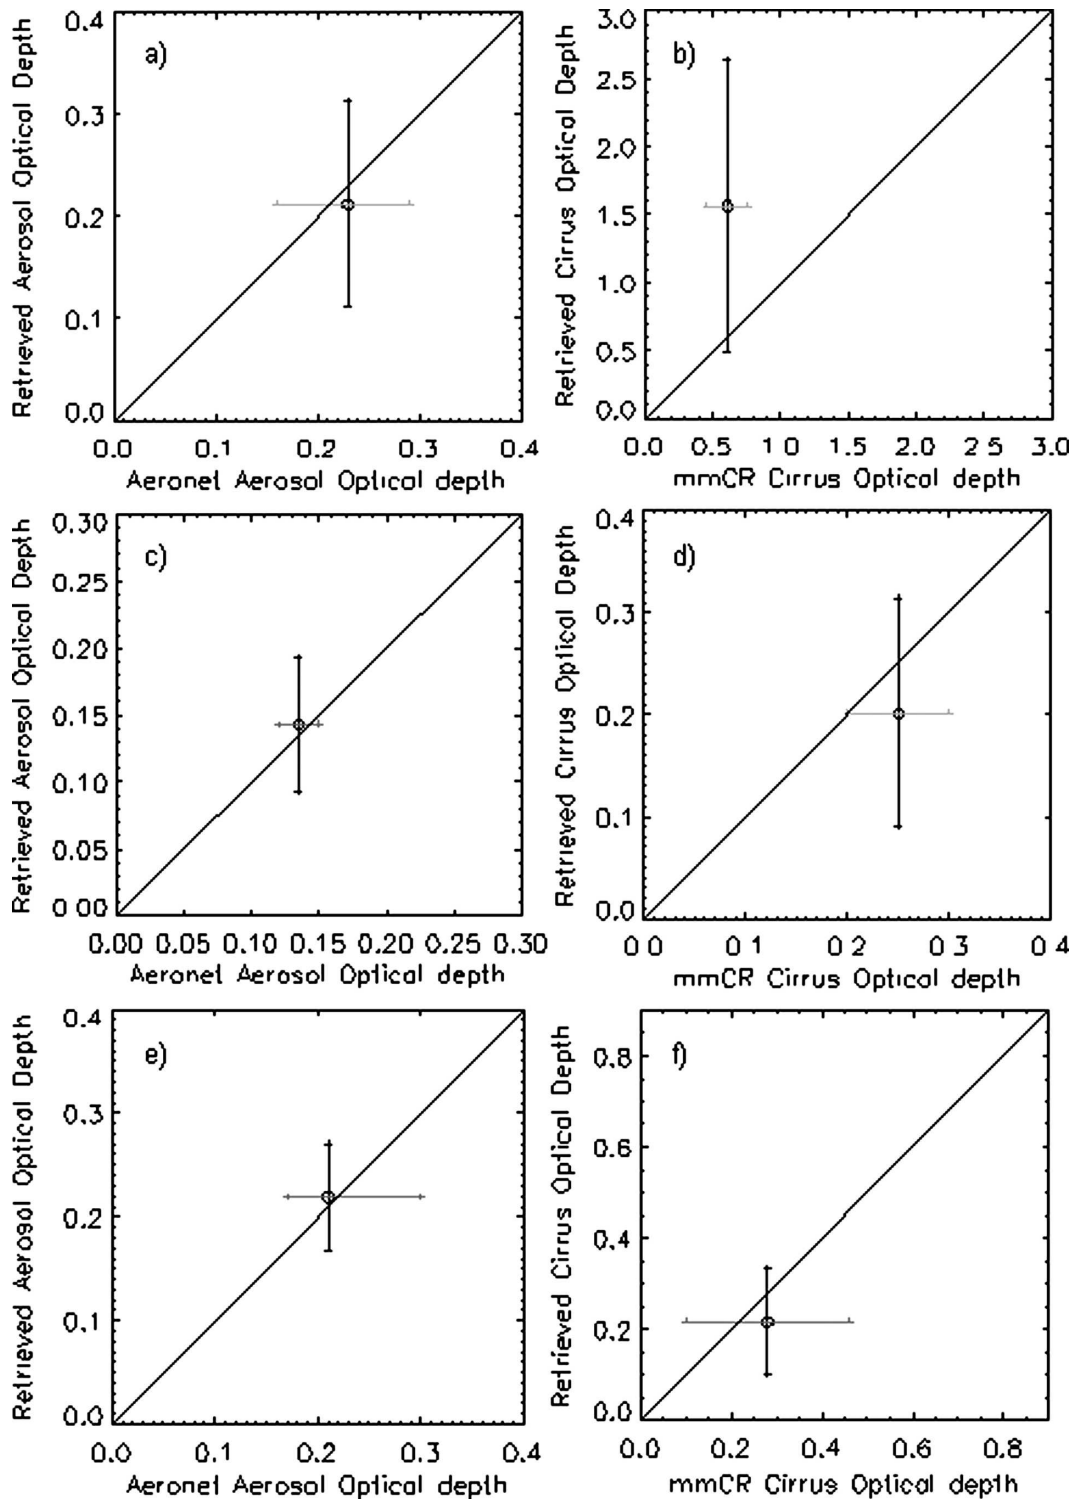 a)
Retrieved Aerosol Optical Depth
0.4
0.3
0.2
0.1
0.0
0.0 0.1 0.2 0.3 0.4
Aeronet Aerosol Optical depth
b)
Retrieved Cirrus Optical Depth
3.0
2.5
2.0
1.5
1.0
0.5
0.0
0.0 0.5 1 0 1.5 2.0 2 5 3.0
mmCR Cirrus Optical depth
c)
Retrieved Aerosol Optical Depth
0.30
0.25
0.20
0.15
0.10
0.05
0 00
0.00 0.05 0.10 0.15 0.20 0.25 0.30
Aeronet Aerosol Optical depth
d)
Retrieved Cirrus Optical Depth
0.4
0.3
0.2
0.1
0.0
0 0 0 1 0 2 0 3 0 4
mmCR Cirrus Optical depth
e)
Retrieved Aerosol Optical Depth
0.4
0.3
0.2
0.1
0.0
0.0 0.1 0.2 0.3 0.4
Aeronet Aerosol Optical depth
f)
Retrieved Cirrus Optical Depth
0.8
0.6
0.4
0.2
0.0
0.0 0.2 0.4 0.6 0.8
mmCR Cirrus Optical depth